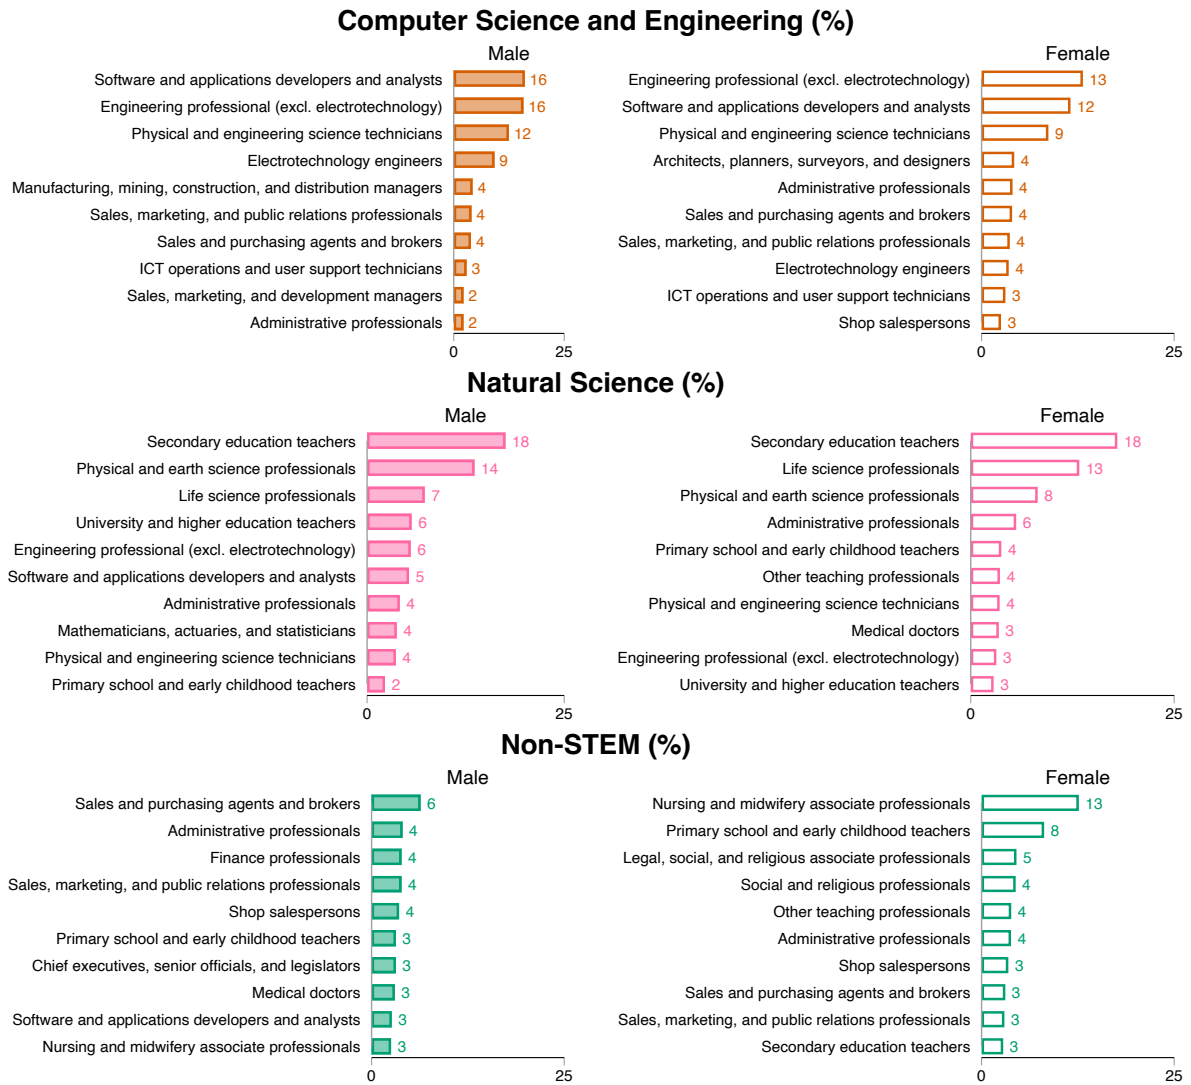 Computer Science and Engineering (%)
Male
Software and applications developers and analysts 16
Engineering professional (excl. electrotechnology) 16
Physical and engineering science technicians 12
Electrotechnology engineers 9
Manufacturing, mining, construction, and distribution managers 4
Sales, marketing, and public relations professionals 4
Sales and purchasing agents and brokers 4
ICT operations and user support technicians 3
Sales, marketing, and development managers 2
Administrative professionals 2
0 25
Female
Engineering professional (excl. electrotechnology) 13
Software and applications developers and analysts 12
Physical and engineering science technicians 9
Architects, planners, surveyors, and designers 4
Administrative professionals 4
Sales and purchasing agents and brokers 4
Sales, marketing, and public relations professionals 4
Electrotechnology engineers 4
ICT operations and user support technicians 3
Shop salespersons 3
0 25
Natural Science (%)
Male
Secondary education teachers 18
Physical and earth science professionals 14
Life science professionals 7
University and higher education teachers 6
Engineering professional (excl. electrotechnology) 6
Software and applications developers and analysts 5
Administrative professionals 4
Mathematicians, actuaries, and statisticians 4
Physical and engineering science technicians 4
Primary school and early childhood teachers 2
0 25
Female
Secondary education teachers 18
Life science professionals 13
Physical and earth science professionals 8
Administrative professionals 6
Primary school and early childhood teachers 4
Other teaching professionals 4
Physical and engineering science technicians 4
Medical doctors 3
Engineering professional (excl. electrotechnology) 3
University and higher education teachers 3
0 25
Non-STEM (%)
Male
Sales and purchasing agents and brokers 6
Administrative professionals 4
Finance professionals 4
Sales, marketing, and public relations professionals 4
Shop salespersons 4
Primary school and early childhood teachers 3
Chief executives, senior officials, and legislators 3
Medical doctors 3
Software and applications developers and analysts 3
Nursing and midwifery associate professionals 3
0 25
Female
Nursing and midwifery associate professionals 13
Primary school and early childhood teachers 8
Legal, social, and religious associate professionals 5
Social and religious professionals 4
Other teaching professionals 4
Administrative professionals 4
Shop salespersons 3
Sales and purchasing agents and brokers 3
Sales, marketing, and public relations professionals 3
Secondary education teachers 3
0 25